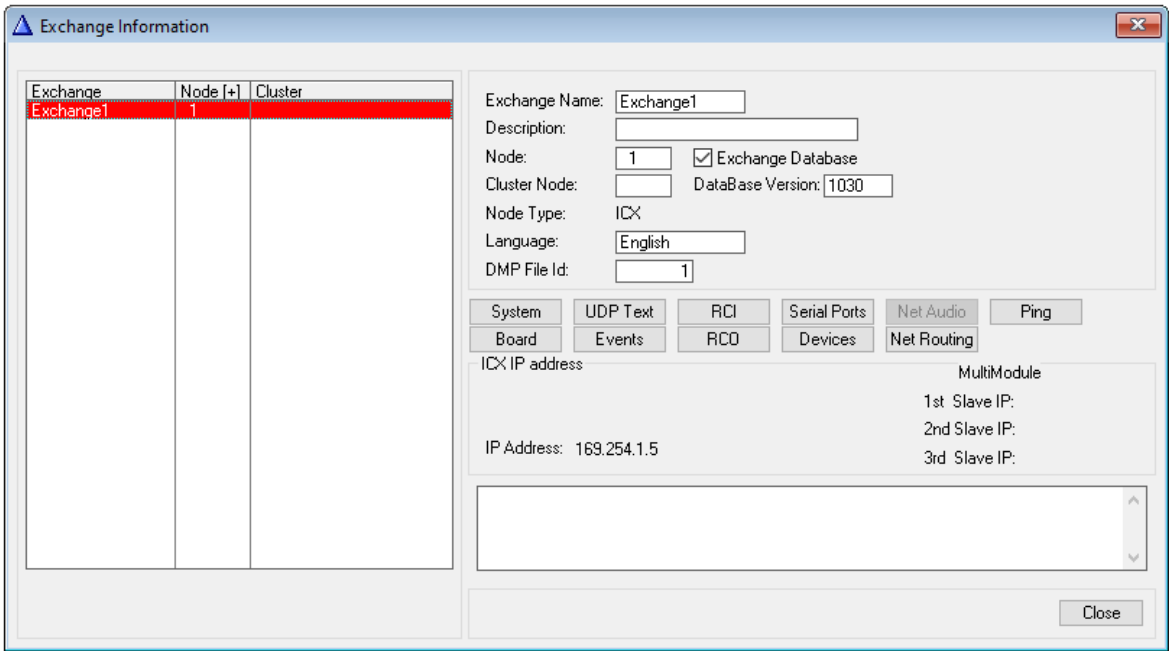 Exchange Information
Exchange Node [+] Cluster
Exchange1 1
Exchange Name: Exchange1
Description:
Node: 1 Exchange Database
Cluster Node: DataBase Version: 1030
Node Type: ICX
Language: English
DMP File Id: 1
System UDP Text RCI Serial Ports Net Audio Ping
Board Events RCO Devices Net Routing
ICX IP address
MultiModule
1st Slave IP:
2nd Slave IP:
IP Address: 169.254.1.5
3rd Slave IP:
Close